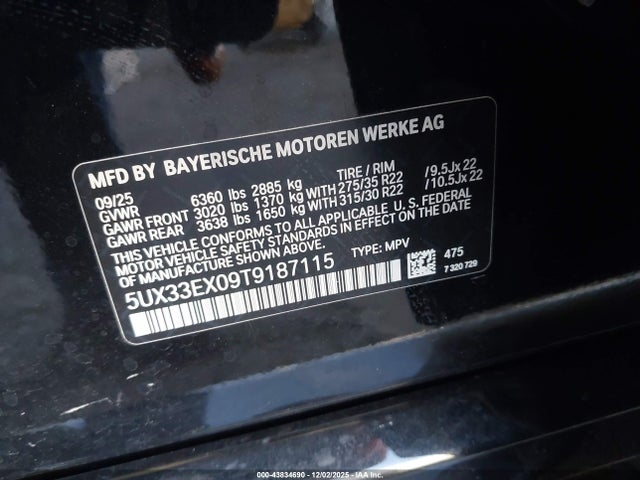 MFD BY BAYERISCHE MOTOREN WERKE AG
09/25 TIRE / RIM
GVWR 6360 lbs 2885 kg
GAWR FRONT 3020 lbs 1370 kg WITH 275/35 R22 /9.5Jx22
GAWR REAR 3638 lbs 1650 kg WITH 315/30 R22 /10.5Jx22
THIS VEHICLE CONFORMS TO ALL APPLICABLE U.S. FEDERAL
MOTOR VEHICLE SAFETY STANDARDS IN EFFECT ON THE DATE
OF MANUFACTURE SHOWN ABOVE.
5UX33EX09T9187115 TYPE: MPV
475
7 320 729
00-43834690 · 12/02/2025 · IAAI Inc.